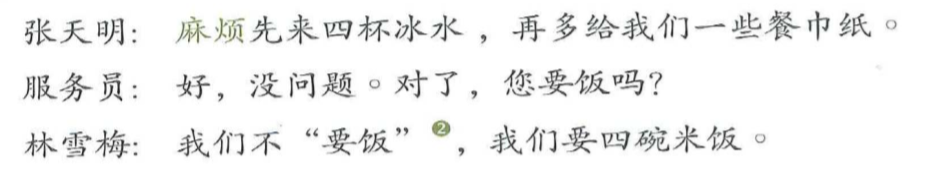 张天明： 麻烦先来四杯冰水，再多给我们一些餐巾纸。
服务员： 好，没问题。对了，您要饭吗？
林雪梅： 我们不“要饭”❷，我们要四碗米饭。